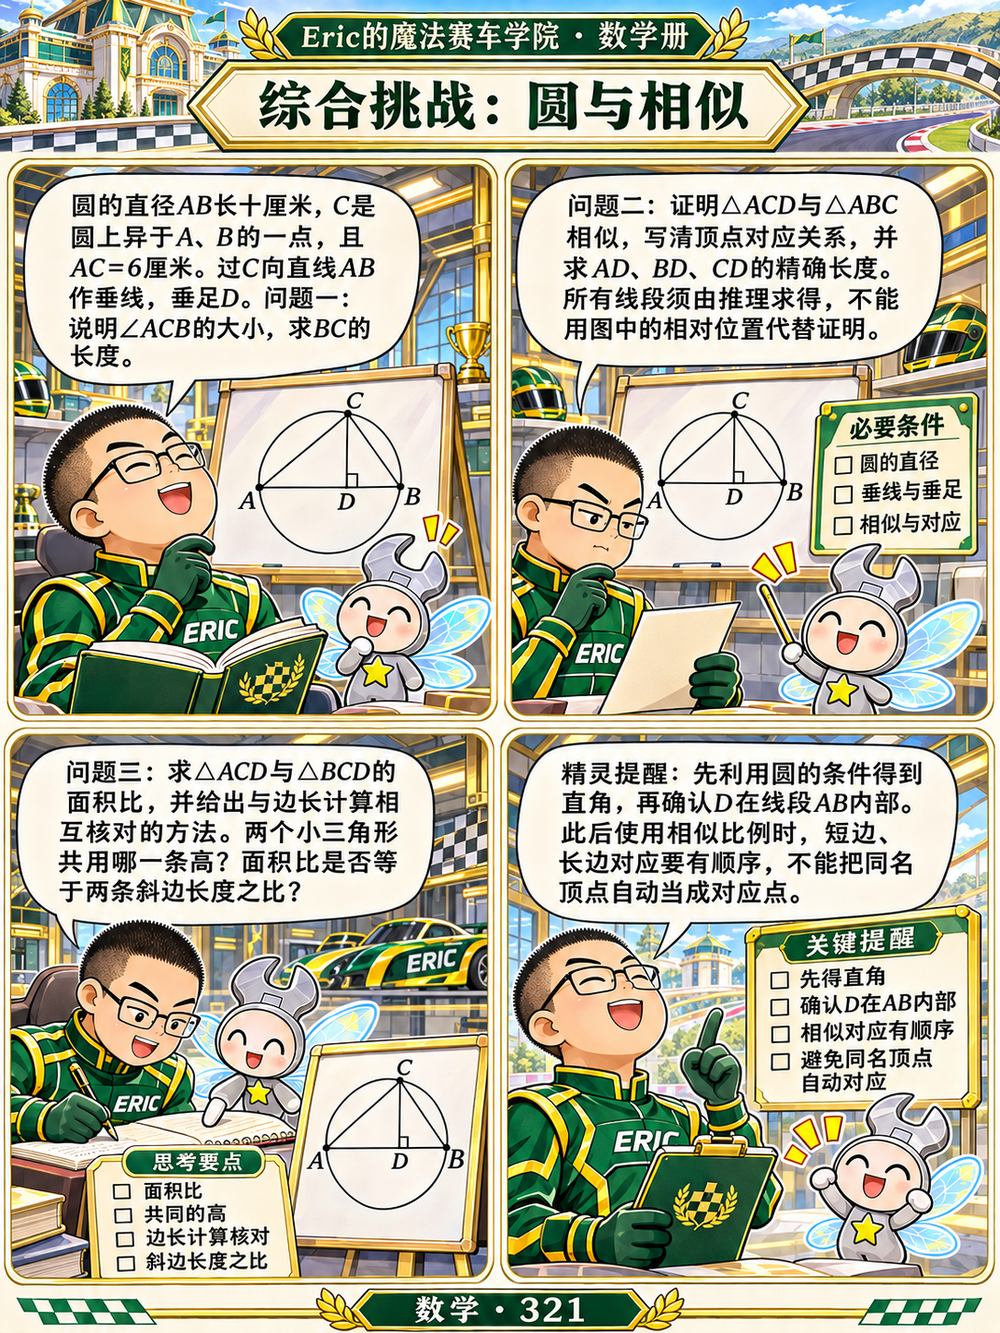 Eric的魔法赛车学院 · 数学册
综合挑战：圆与相似
圆的直径AB长十厘米，C是
圆上异于A、B的一点，且
AC=6厘米。过C向直线AB
作垂线，垂足D。问题一：
说明∠ACB的大小，求BC的
长度。
C
A
D
B
ERIC
问题二：证明△ACD与△ABC
相似，写清顶点对应关系，并
求AD、BD、CD的精确长度。
所有线段须由推理求得，不能
用图中的相对位置代替证明。
C
A
D
B
必要条件
圆的直径
垂线与垂足
相似与对应
ERIC
问题三：求△ACD与△BCD的
面积比，并给出与边长计算相
互核对的方法。两个小三角形
共用哪一条高？面积比是否等
于两条斜边长度之比？
ERIC
ERIC
C
A
D
B
思考要点
面积比
共同的高
边长计算核对
斜边长度之比
精灵提醒：先利用圆的条件得到
直角，再确认D在线段AB内部。
此后使用相似比例时，短边、
长边对应要有顺序，不能把同名
顶点自动当成对应点。
关键提醒
先得直角
确认D在AB内部
相似对应有顺序
避免同名顶点
自动对应
ERIC
数学 · 321